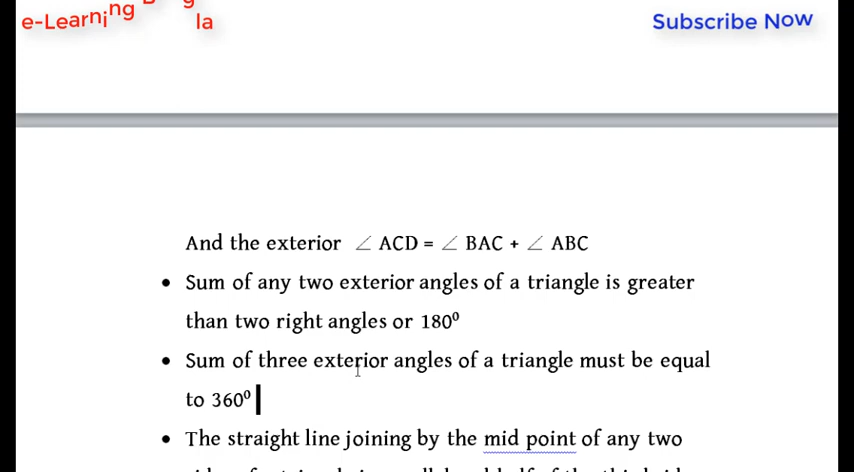 e-Learning
la
Subscribe Now
And the exterior ∠ ACD = ∠ BAC + ∠ ABC
• Sum of any two exterior angles of a triangle is greater
than two right angles or 180⁰
• Sum of three exterior angles of a triangle must be equal
to 360⁰
• The straight line joining by the mid point of any two